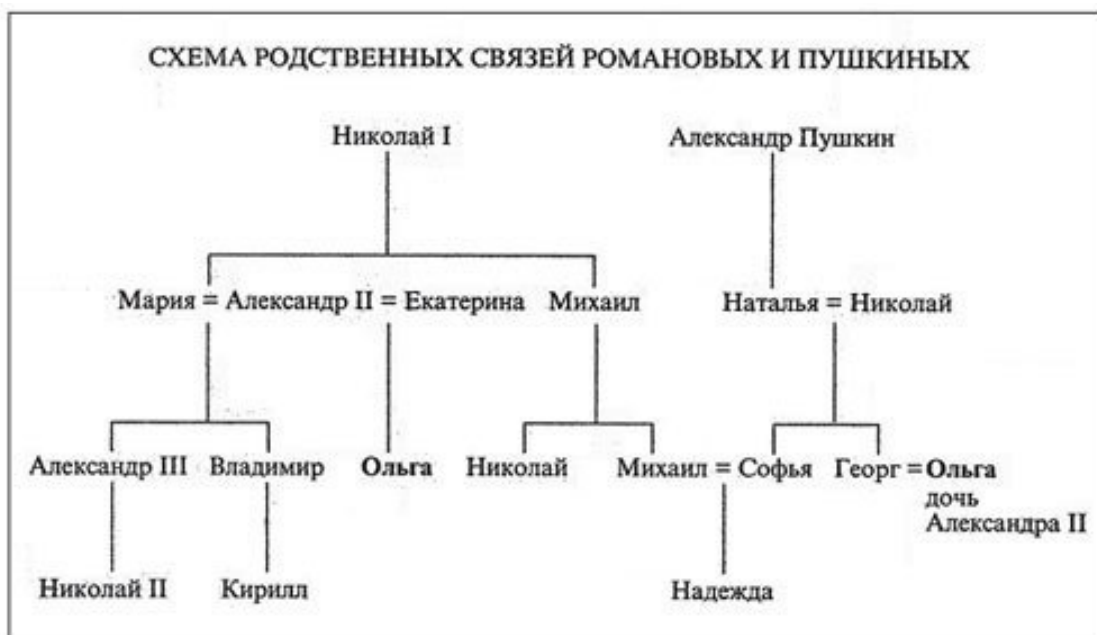 СХЕМА РОДСТВЕННЫХ СВЯЗЕЙ РОМАНОВЫХ И ПУШКИНЫХ
Николай I Александр Пушкин
Мария = Александр II = Екатерина Михаил Наталья = Николай
Александр III Владимир Ольга Николай Михаил = Софья Георг = Ольга
дочь
Александра II
Николай II Кирилл Надежда